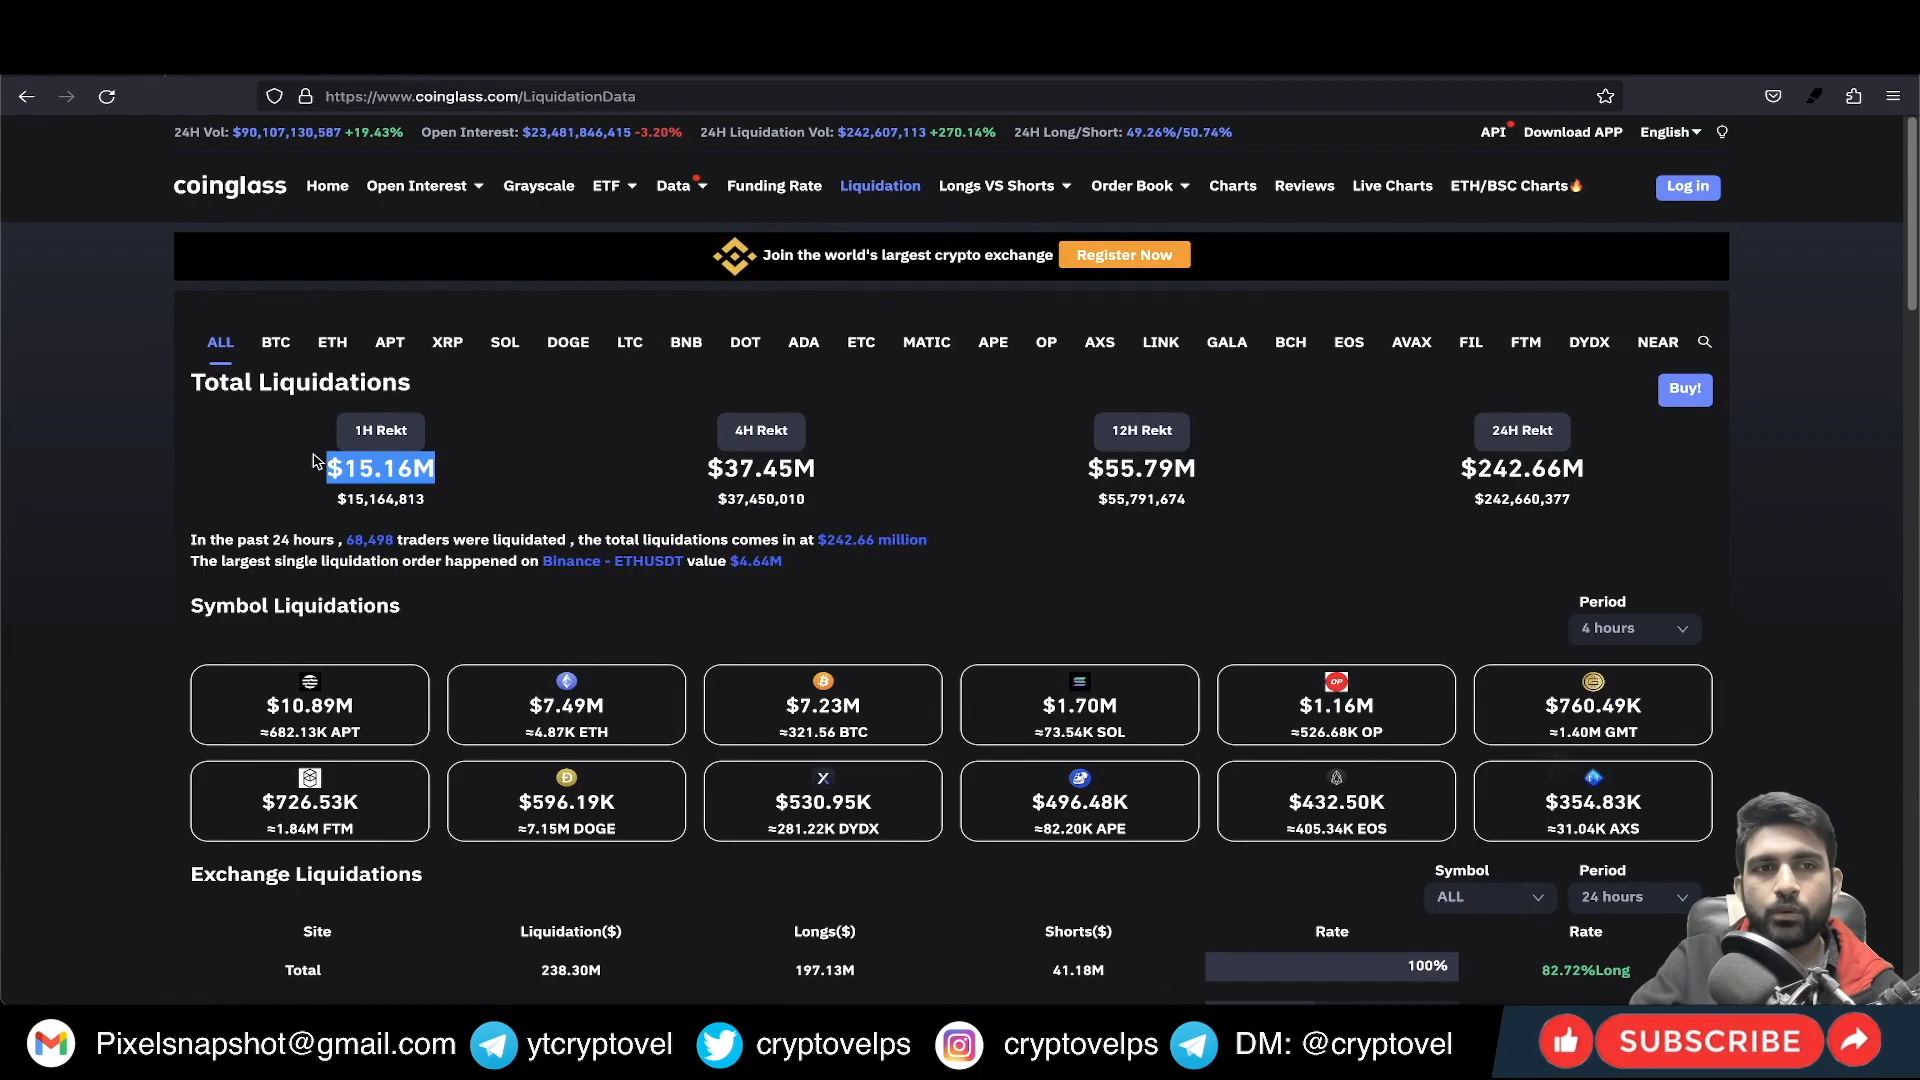 https://www.coinglass.com/LiquidationData
24H Vol: $90,107,130,587 +19.43% Open Interest: $23,481,846,415 -3.20% 24H Liquidation Vol: $242,607,113 +270.14% 24H Long/Short: 49.26%/50.74% API Download APP English
coinglass Home Open Interest Grayscale ETF Data Funding Rate Liquidation Longs VS Shorts Order Book Charts Reviews Live Charts ETH/BSC Charts🔥 Log in
Join the world's largest crypto exchange Register Now
ALL BTC ETH APT XRP SOL DOGE LTC BNB DOT ADA ETC MATIC APE OP AXS LINK GALA BCH EOS AVAX FIL FTM DYDX NEAR
Total Liquidations Buy!
1H Rekt 4H Rekt 12H Rekt 24H Rekt
$15.16M $37.45M $55.79M $242.66M
$15,164,813 $37,450,010 $55,791,674 $242,660,377
In the past 24 hours , 68,498 traders were liquidated , the total liquidations comes in at $242.66 million
The largest single liquidation order happened on Binance - ETHUSDT value $4.64M
Symbol Liquidations Period
4 hours
$10.89M $7.49M $7.23M $1.70M OP $1.16M $760.49K
≈682.13K APT ≈4.87K ETH ≈321.56 BTC ≈73.54K SOL ≈526.68K OP ≈1.40M GMT
$726.53K $596.19K $530.95K $496.48K $432.50K $354.83K
≈1.84M FTM ≈7.15M DOGE ≈281.22K DYDX ≈82.20K APE ≈405.34K EOS ≈31.04K AXS
Exchange Liquidations Symbol Period
ALL 24 hours
Site Liquidation($) Longs($) Shorts($) Rate Rate
Total 238.30M 197.13M 41.18M 100% 82.72%Long
Pixelsnapshot@gmail.com ytcryptovel cryptovelps cryptovelps DM: @cryptovel SUBSCRIBE